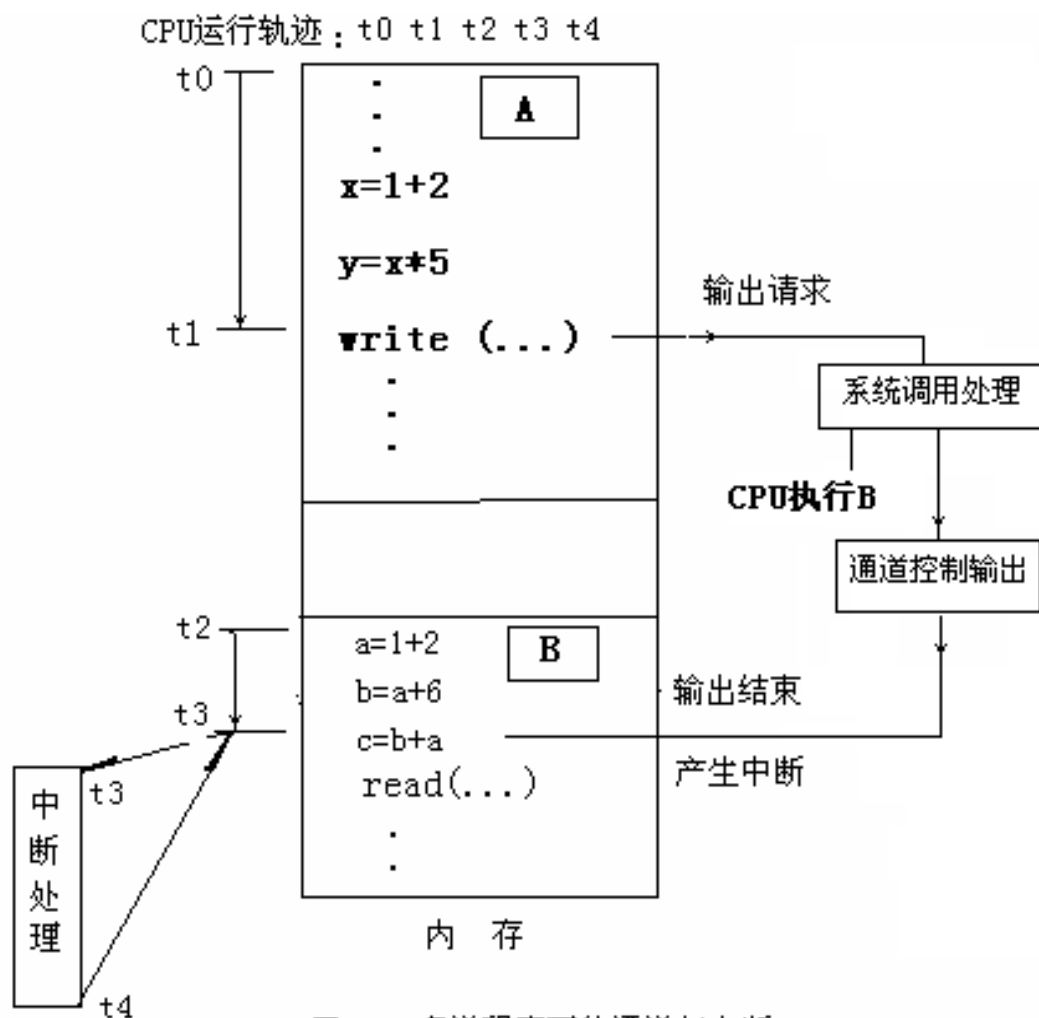 CPU运行轨迹：t0 t1 t2 t3 t4
t0
A
x=1+2
y=x*5
输出请求
t1
write (...)
系统调用处理
CPU执行B
通道控制输出
t2
a=1+2
B
b=a+6
输出结束
t3
c=b+a
产生中断
t3
read(...)
中断处理
内 存
t4